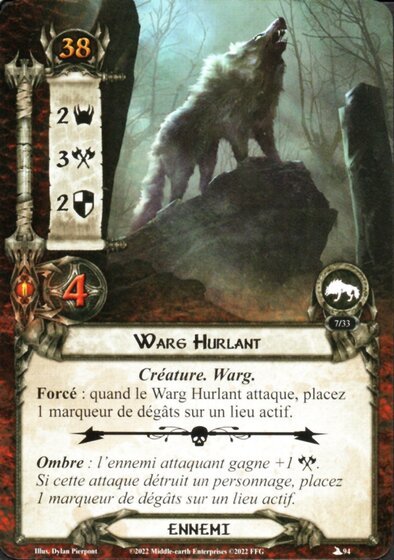 38
2
3
2
4
7/33
Warg Hurlant
Créature. Warg.
Forcé : quand le Warg Hurlant attaque, placez
1 marqueur de dégâts sur un lieu actif.
Ombre : l'ennemi attaquant gagne +1 .
Si cette attaque détruit un personnage, placez
1 marqueur de dégâts sur un lieu actif.
ENNEMI
Illus. Dylan Pierpont ©2022 Middle-earth Enterprises ©2022 FFG 94